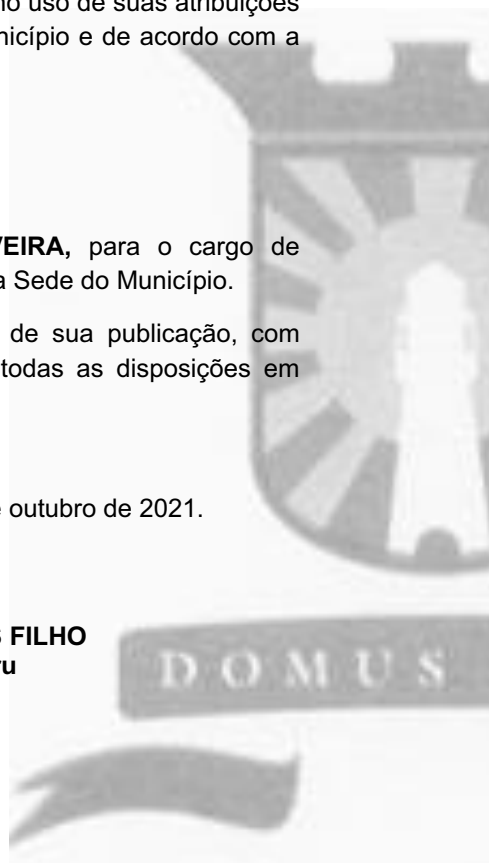 no uso de suas atribuições
nicípio e de acordo com a
VEIRA, para o cargo de
a Sede do Município.
de sua publicação, com
todas as disposições em
outubro de 2021.
FILHO
DOMUS